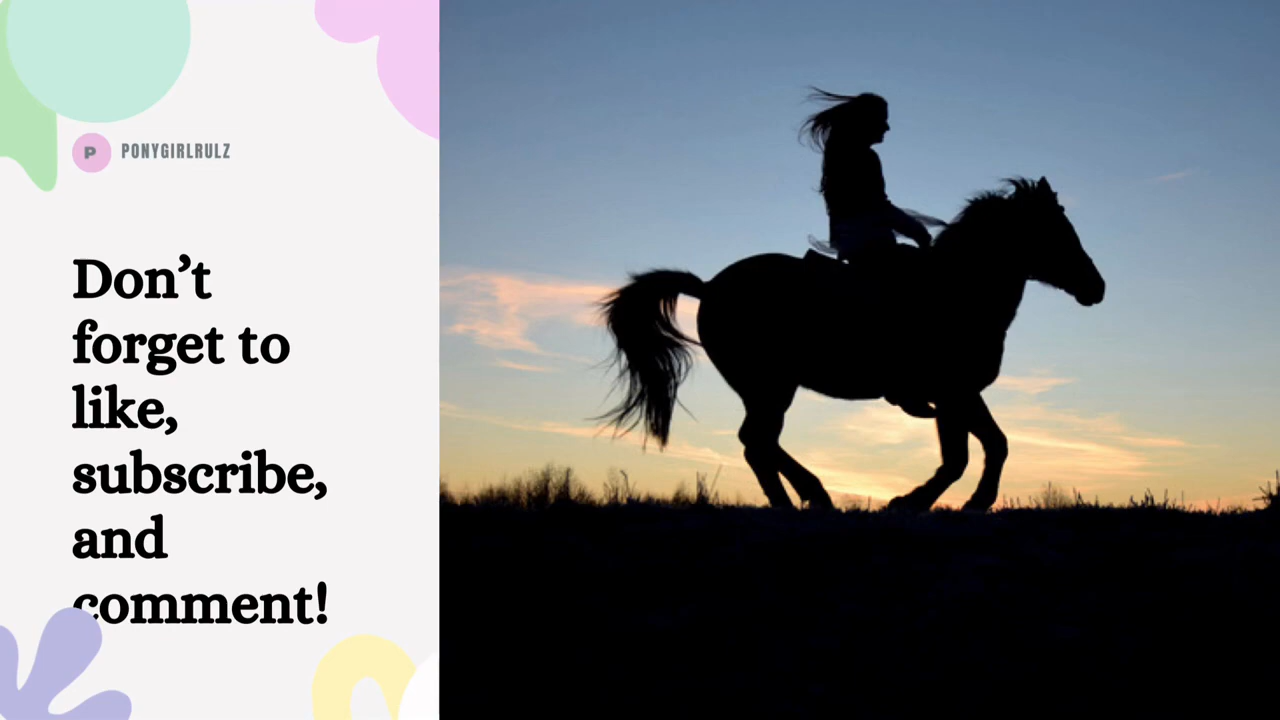 P PONYGIRLRULZ
Don’t
forget to
like,
subscribe,
and
comment!